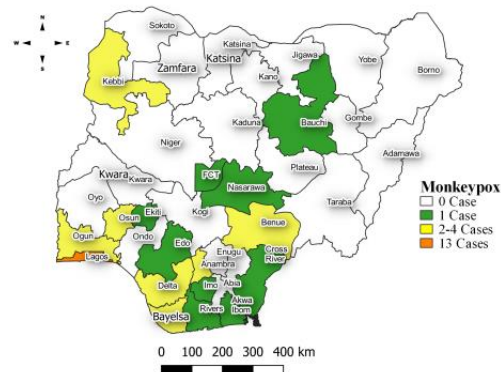 N
W E
S
Sokoto
Katsina
Zamfara
Katsina
Jigawa
Yobe
Borno
Kebbi
Kano
Kaduna
Bauchi
Gombe
Adamawa
Niger
Plateau
FCT
Nasarawa
Kwara
Kwara
Taraba
Oyo
Kogi
Ekiti
Osun
Benue
Ogun
Ondo
Edo
Enugu
Cross
River
Lagos
Anambra
Delta
Imo
Abia
Bayelsa
Rivers
Akwa
Ibom
Monkeypox
0 Case
1 Case
2-4 Cases
13 Cases
0 100 200 300 400 km